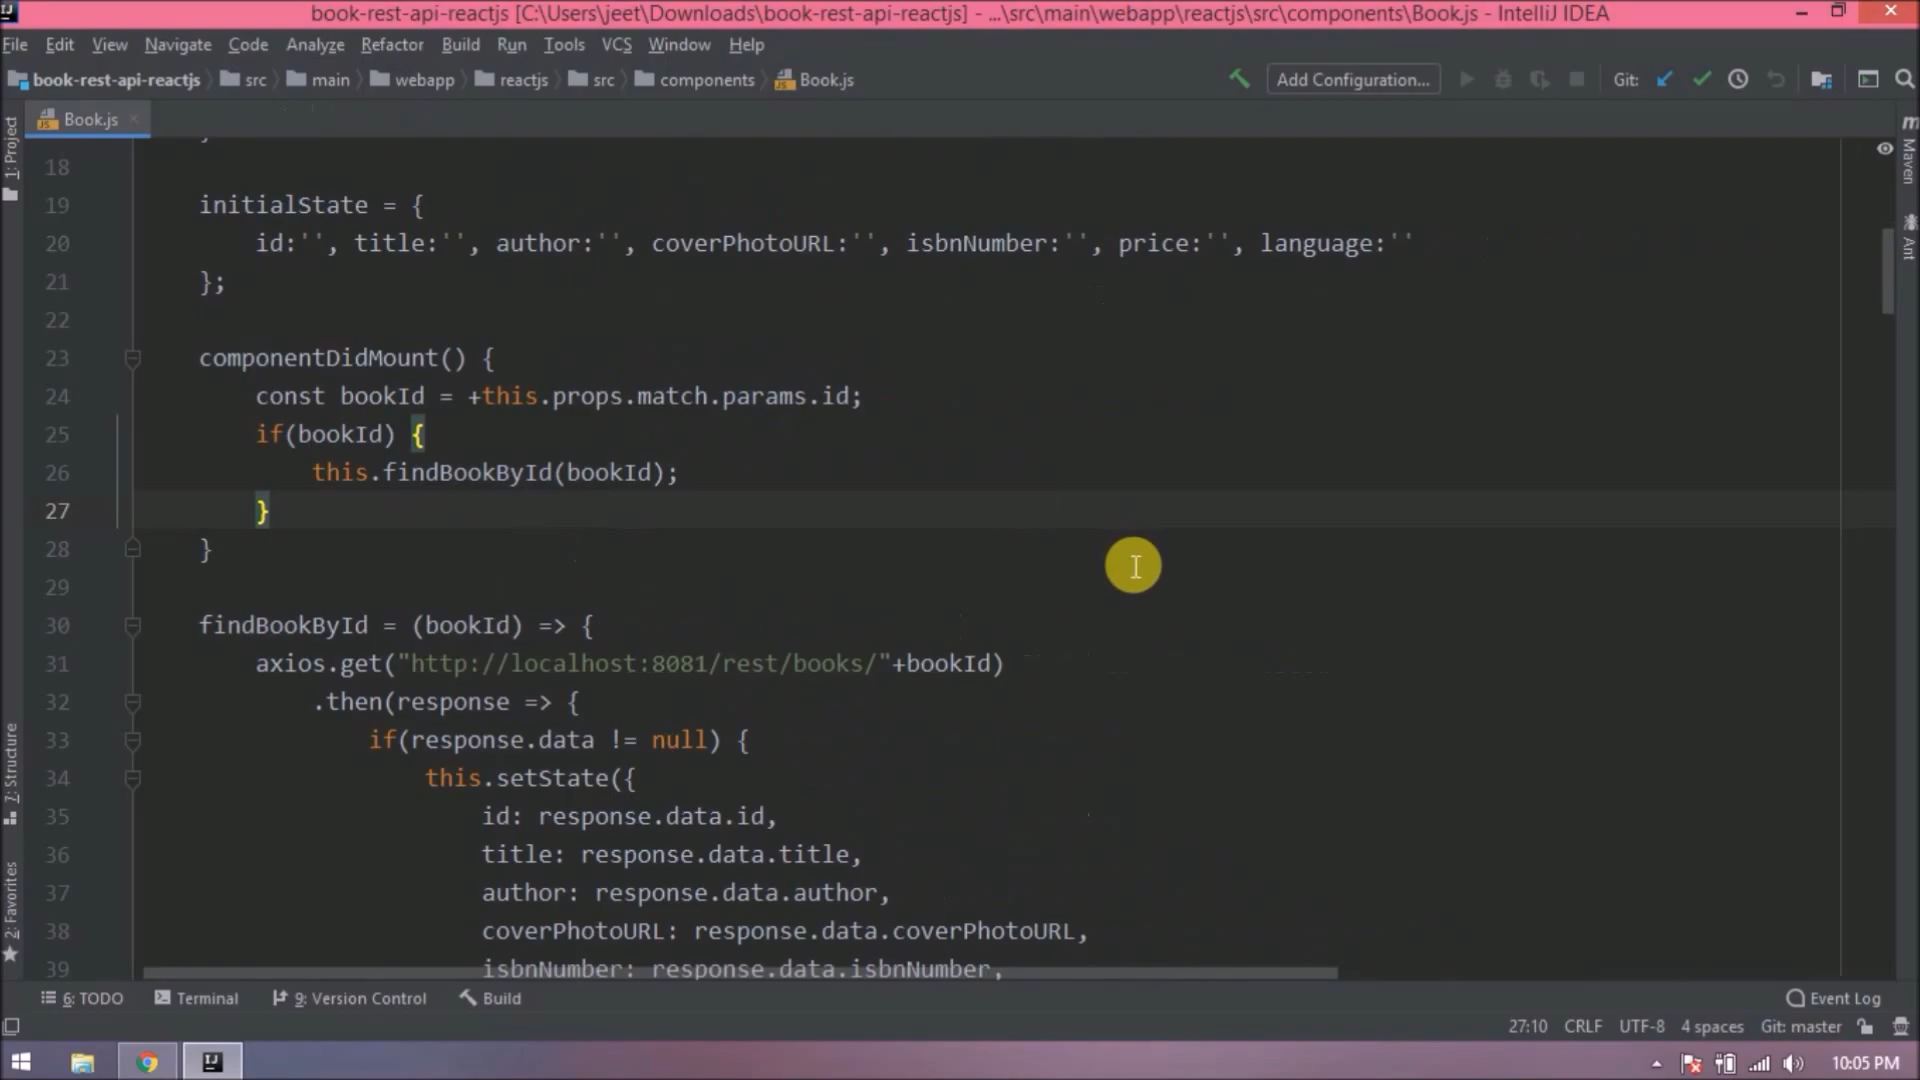 book-rest-api-reactjs [C:\Users\jeet\Downloads\book-rest-api-reactjs] - ...\src\main\webapp\reactjs\src\components\Book.js - IntelliJ IDEA
File Edit View Navigate Code Analyze Refactor Build Run Tools VCS Window Help
book-rest-api-reactjs src main webapp reactjs src components Book.js Add Configuration... Git:
Book.js
1: Project
7: Structure
2: Favorites
Maven
Ant
18
19 initialState = {
20 id:'', title:'', author:'', coverPhotoURL:'', isbnNumber:'', price:'', language:''
21 };
22
23 componentDidMount() {
24 const bookId = +this.props.match.params.id;
25 if(bookId) {
26 this.findBookById(bookId);
27 }
28 }
29
30 findBookById = (bookId) => {
31 axios.get("http://localhost:8081/rest/books/"+bookId)
32 .then(response => {
33 if(response.data != null) {
34 this.setState({
35 id: response.data.id,
36 title: response.data.title,
37 author: response.data.author,
38 coverPhotoURL: response.data.coverPhotoURL,
39 isbnNumber: response.data.isbnNumber,
6: TODO Terminal 9: Version Control Build Event Log
27:10 CRLF UTF-8 4 spaces Git: master
10:05 PM